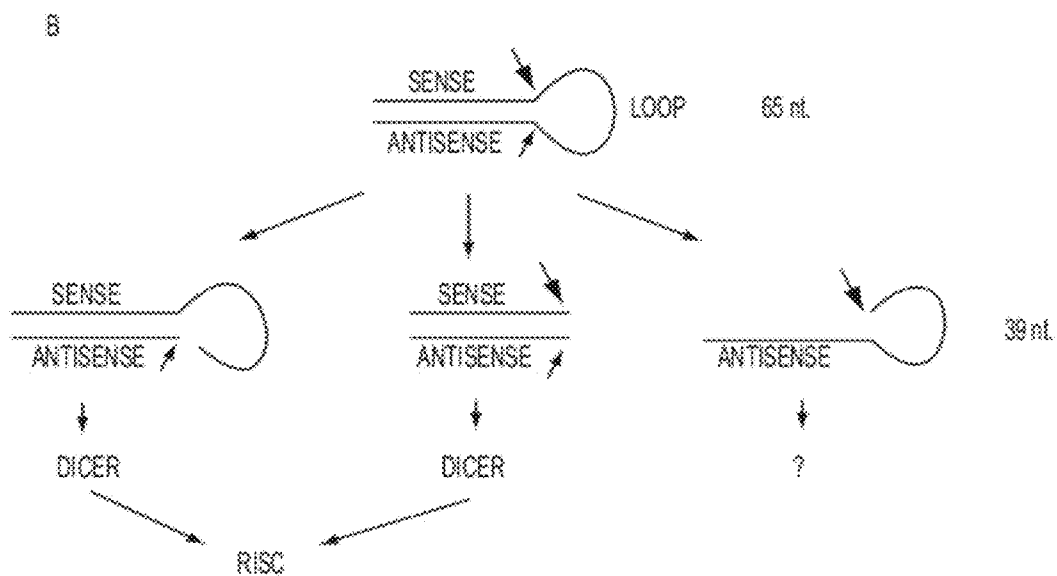 B
SENSE
LOOP 65 nt.
ANTISENSE
SENSE SENSE
39 nt.
ANTISENSE ANTISENSE ANTISENSE
DICER DICER ?
RISC